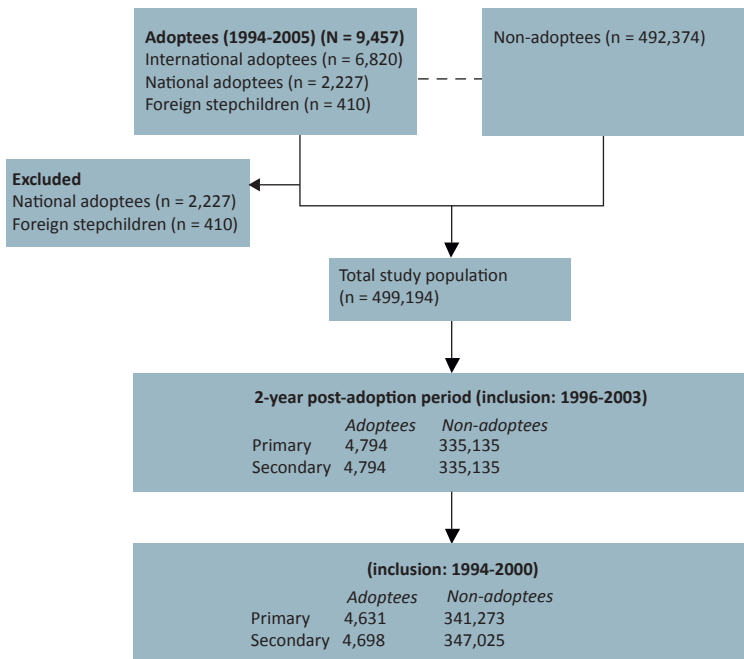 Adoptees (1994-2005) (N = 9,457)
International adoptees (n = 6,820)
National adoptees (n = 2,227)
Foreign stepchildren (n = 410)
Non-adoptees (n = 492,374)
Excluded
National adoptees (n = 2,227)
Foreign stepchildren (n = 410)
Total study population
(n = 499,194)
2-year post-adoption period (inclusion: 1996-2003)
Adoptees Non-adoptees
Primary 4,794 335,135
Secondary 4,794 335,135
(inclusion: 1994-2000)
Adoptees Non-adoptees
Primary 4,631 341,273
Secondary 4,698 347,025